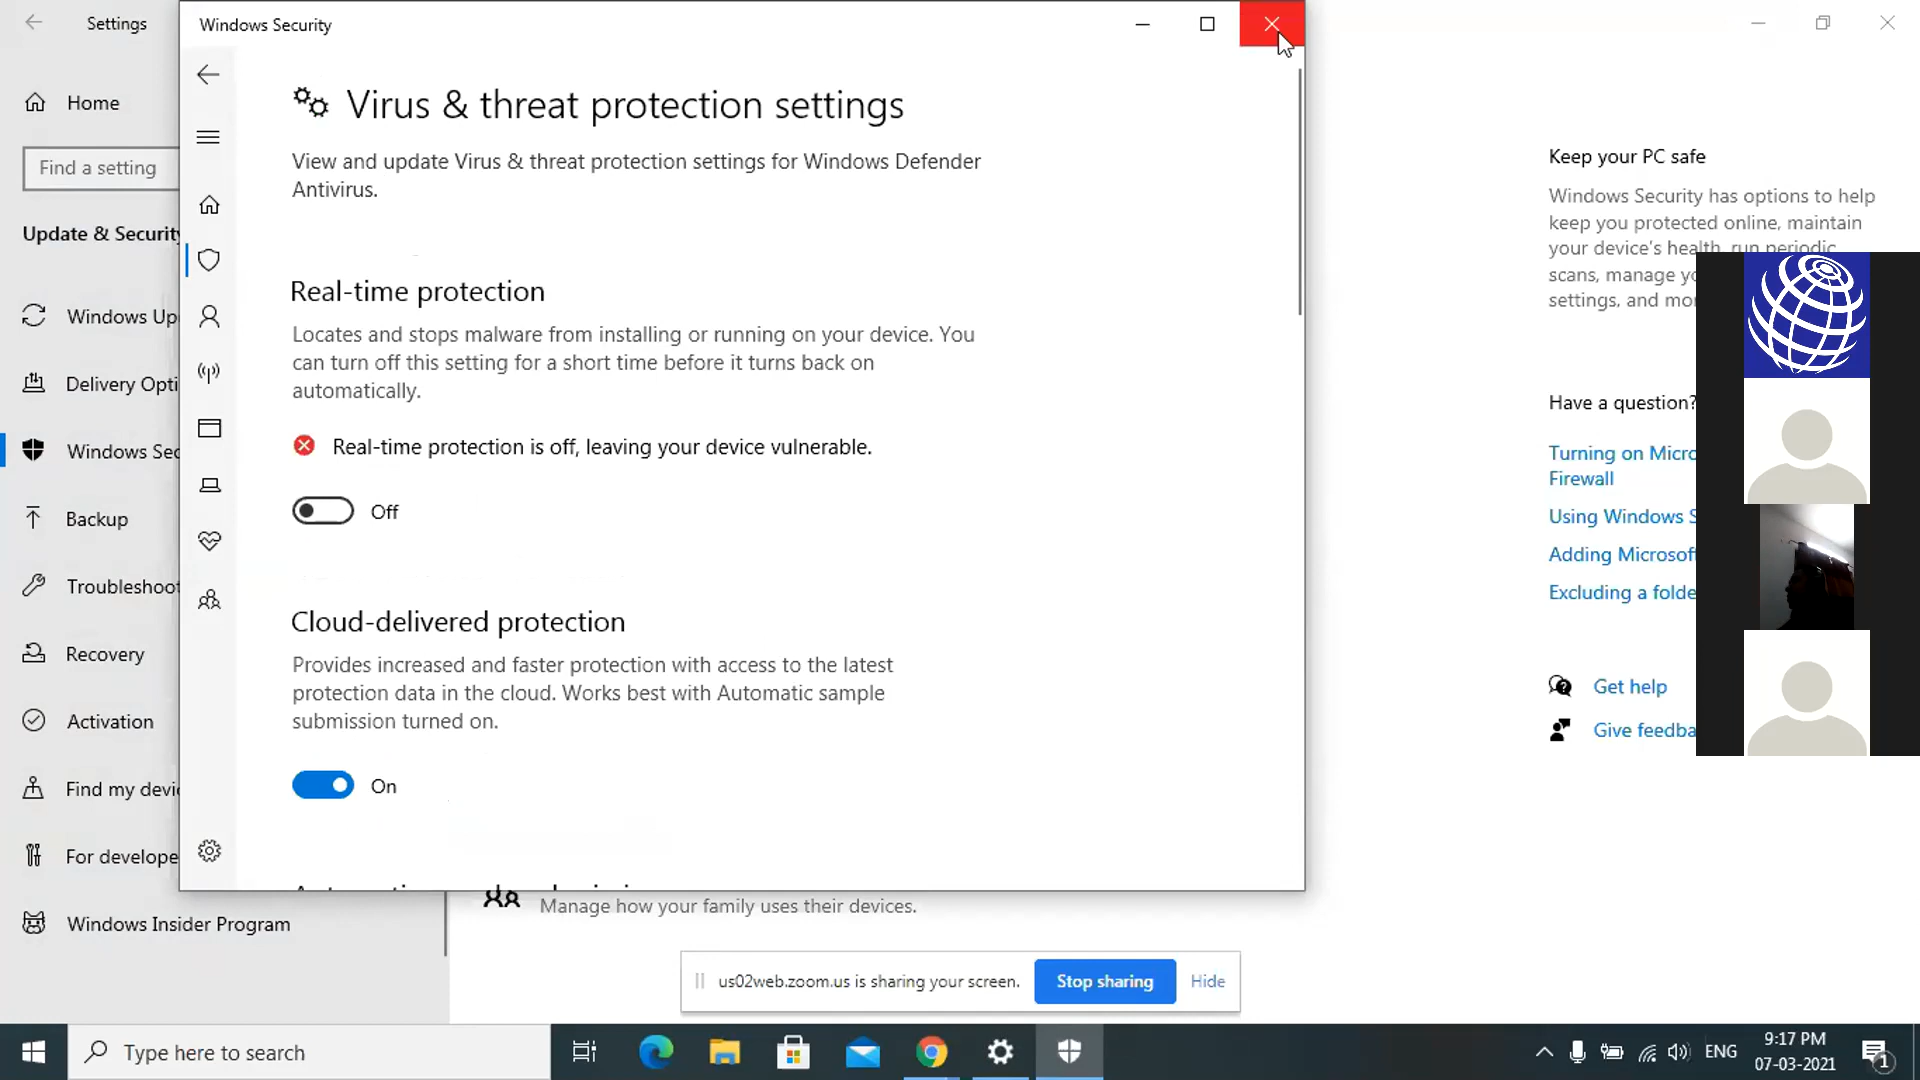 Settings
Home
Find a setting
Update & Security
Windows Up
Delivery Opti
Windows Sec
Backup
Troubleshoot
Recovery
Activation
Find my devic
For develope
Windows Insider Program
Windows Security
Virus & threat protection settings
View and update Virus & threat protection settings for Windows Defender
Antivirus.
Real-time protection
Locates and stops malware from installing or running on your device. You
can turn off this setting for a short time before it turns back on
automatically.
Real-time protection is off, leaving your device vulnerable.
Off
Cloud-delivered protection
Provides increased and faster protection with access to the latest
protection data in the cloud. Works best with Automatic sample
submission turned on.
On
Manage how your family uses their devices.
Keep your PC safe
Windows Security has options to help
keep you protected online, maintain
your device's health, run periodic
scans, manage yo
settings, and mor
Have a question?
Turning on Micro
Firewall
Using Windows S
Adding Microsoft
Excluding a folde
Get help
Give feedba
us02web.zoom.us is sharing your screen.
Stop sharing
Hide
Type here to search
ENG
9:17 PM
07-03-2021
1